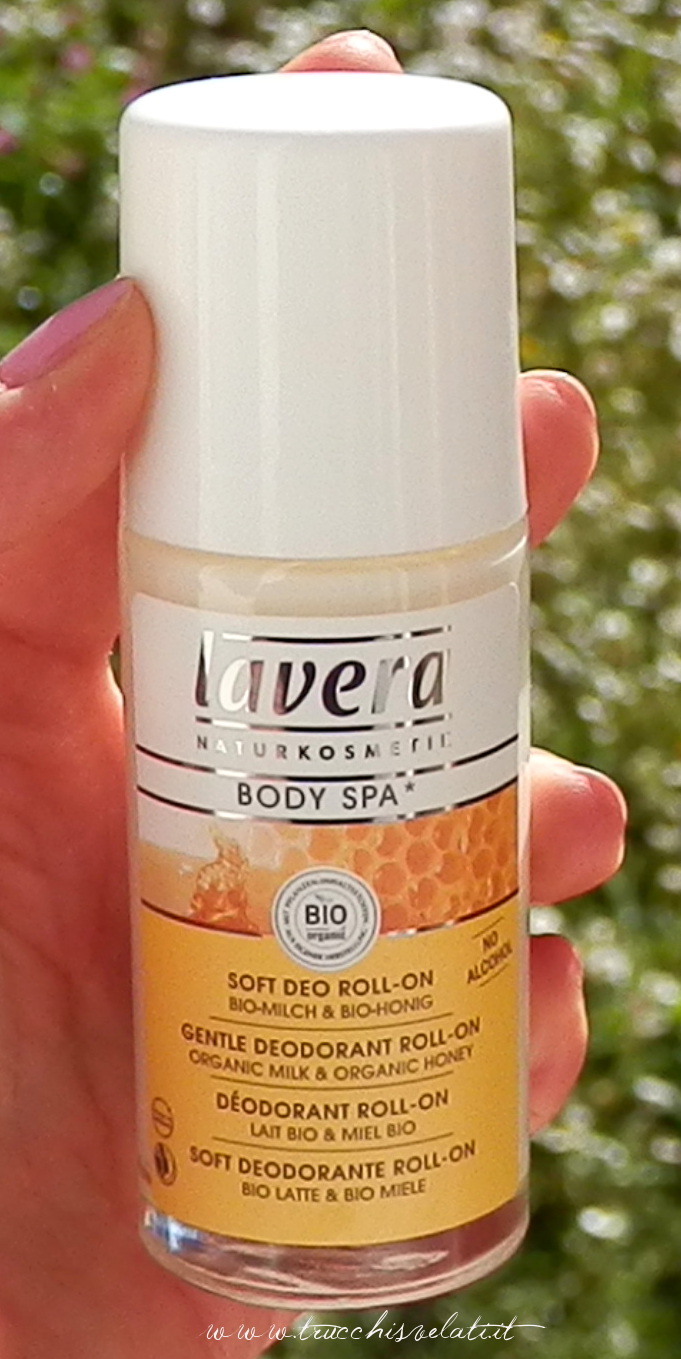 lavera
NATURKOSMETIK
BODY SPA*
BIO
organic
NO
ALCOHOL
SOFT DEO ROLL-ON
BIO-MILCH & BIO-HONIG
GENTLE DEODORANT ROLL-ON
ORGANIC MILK & ORGANIC HONEY
DÉODORANT ROLL-ON
LAIT BIO & MIEL BIO
SOFT DEODORANTE ROLL-ON
BIO LATTE & BIO MIELE
www.trucchisvelati.it